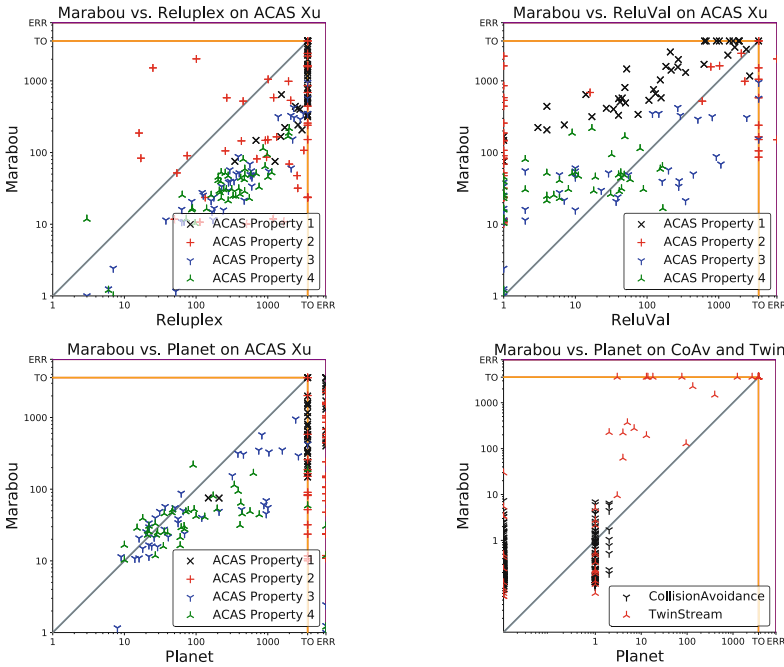 Marabou vs. Reluplex on ACAS Xu
ERR
TO
1000
100
10
1
Marabou
ACAS Property 1
ACAS Property 2
ACAS Property 3
ACAS Property 4
1 10 100 1000 TO ERR
Reluplex
Marabou vs. ReluVal on ACAS Xu
ERR
TO
1000
100
10
1
Marabou
ACAS Property 1
ACAS Property 2
ACAS Property 3
ACAS Property 4
1 10 100 1000 TO ERR
ReluVal
Marabou vs. Planet on ACAS Xu
ERR
TO
1000
100
10
1
Marabou
ACAS Property 1
ACAS Property 2
ACAS Property 3
ACAS Property 4
1 10 100 1000 TO ERR
Planet
Marabou vs. Planet on CoAv and Twin
ERR
TO
1000
100
10
1
Marabou
CollisionAvoidance
TwinStream
1 10 100 1000 TO ERR
Planet